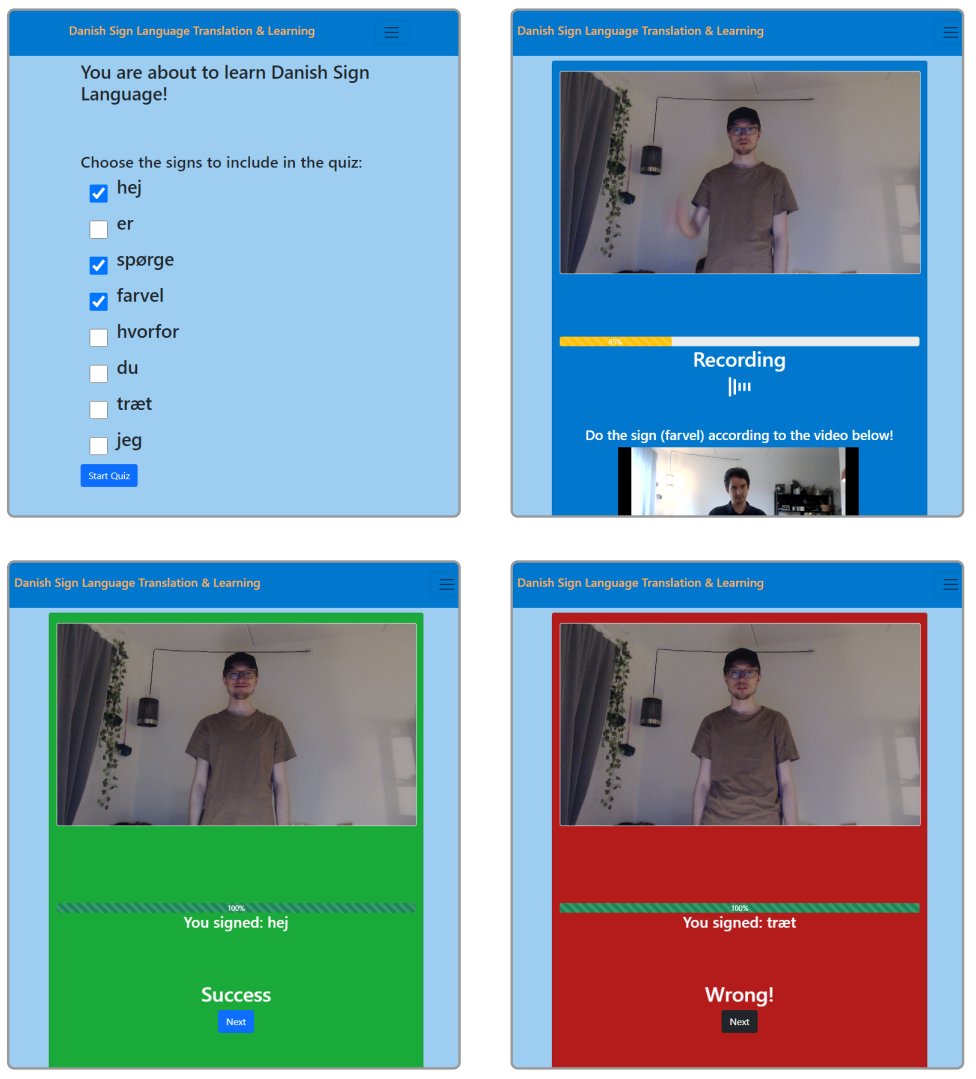 Danish Sign Language Translation & Learning
You are about to learn Danish Sign
Language!
Choose the signs to include in the quiz:
hej
er
spørge
farvel
hvorfor
du
træt
jeg
Start Quiz
Danish Sign Language Translation & Learning
45%
Recording
Do the sign (farvel) according to the video below!
Danish Sign Language Translation & Learning
100%
You signed: hej
Success
Next
Danish Sign Language Translation & Learning
100%
You signed: træt
Wrong!
Next